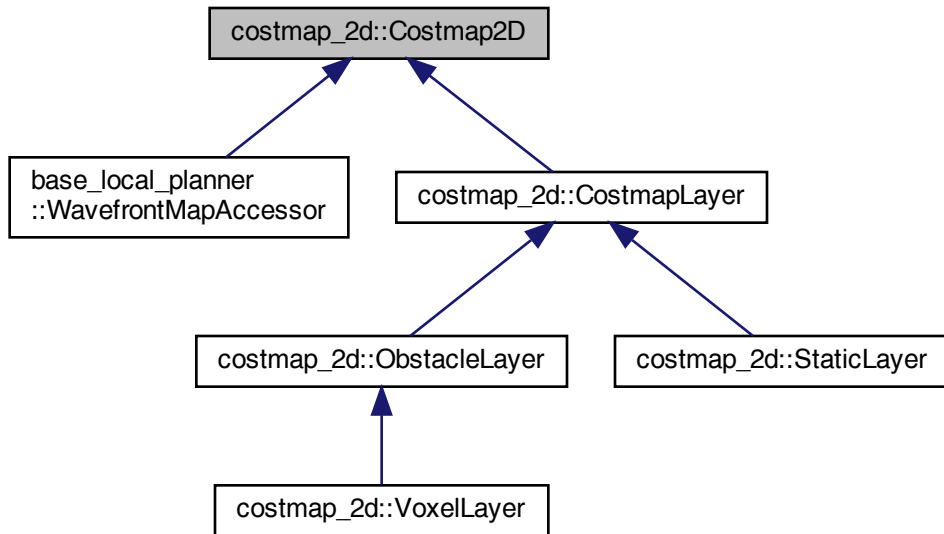 costmap_2d::Costmap2D
base_local_planner
::WavefrontMapAccessor
costmap_2d::CostmapLayer
costmap_2d::ObstacleLayer
costmap_2d::StaticLayer
costmap_2d::VoxelLayer